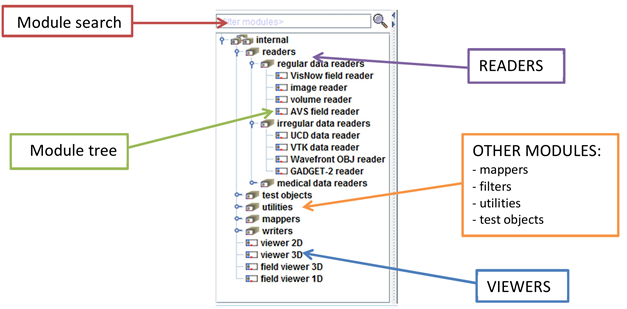 Module search
<filter modules>
internal
readers
READERS
regular data readers
VisNow field reader
image reader
volume reader
AVS field reader
Module tree
irregular data readers
UCD data reader
VTK data reader
Wavefront OBJ reader
GADGET-2 reader
OTHER MODULES:
- mappers
- filters
- utilities
- test objects
medical data readers
test objects
utilities
mappers
writers
viewer 2D
viewer 3D
field viewer 3D
field viewer 1D
VIEWERS